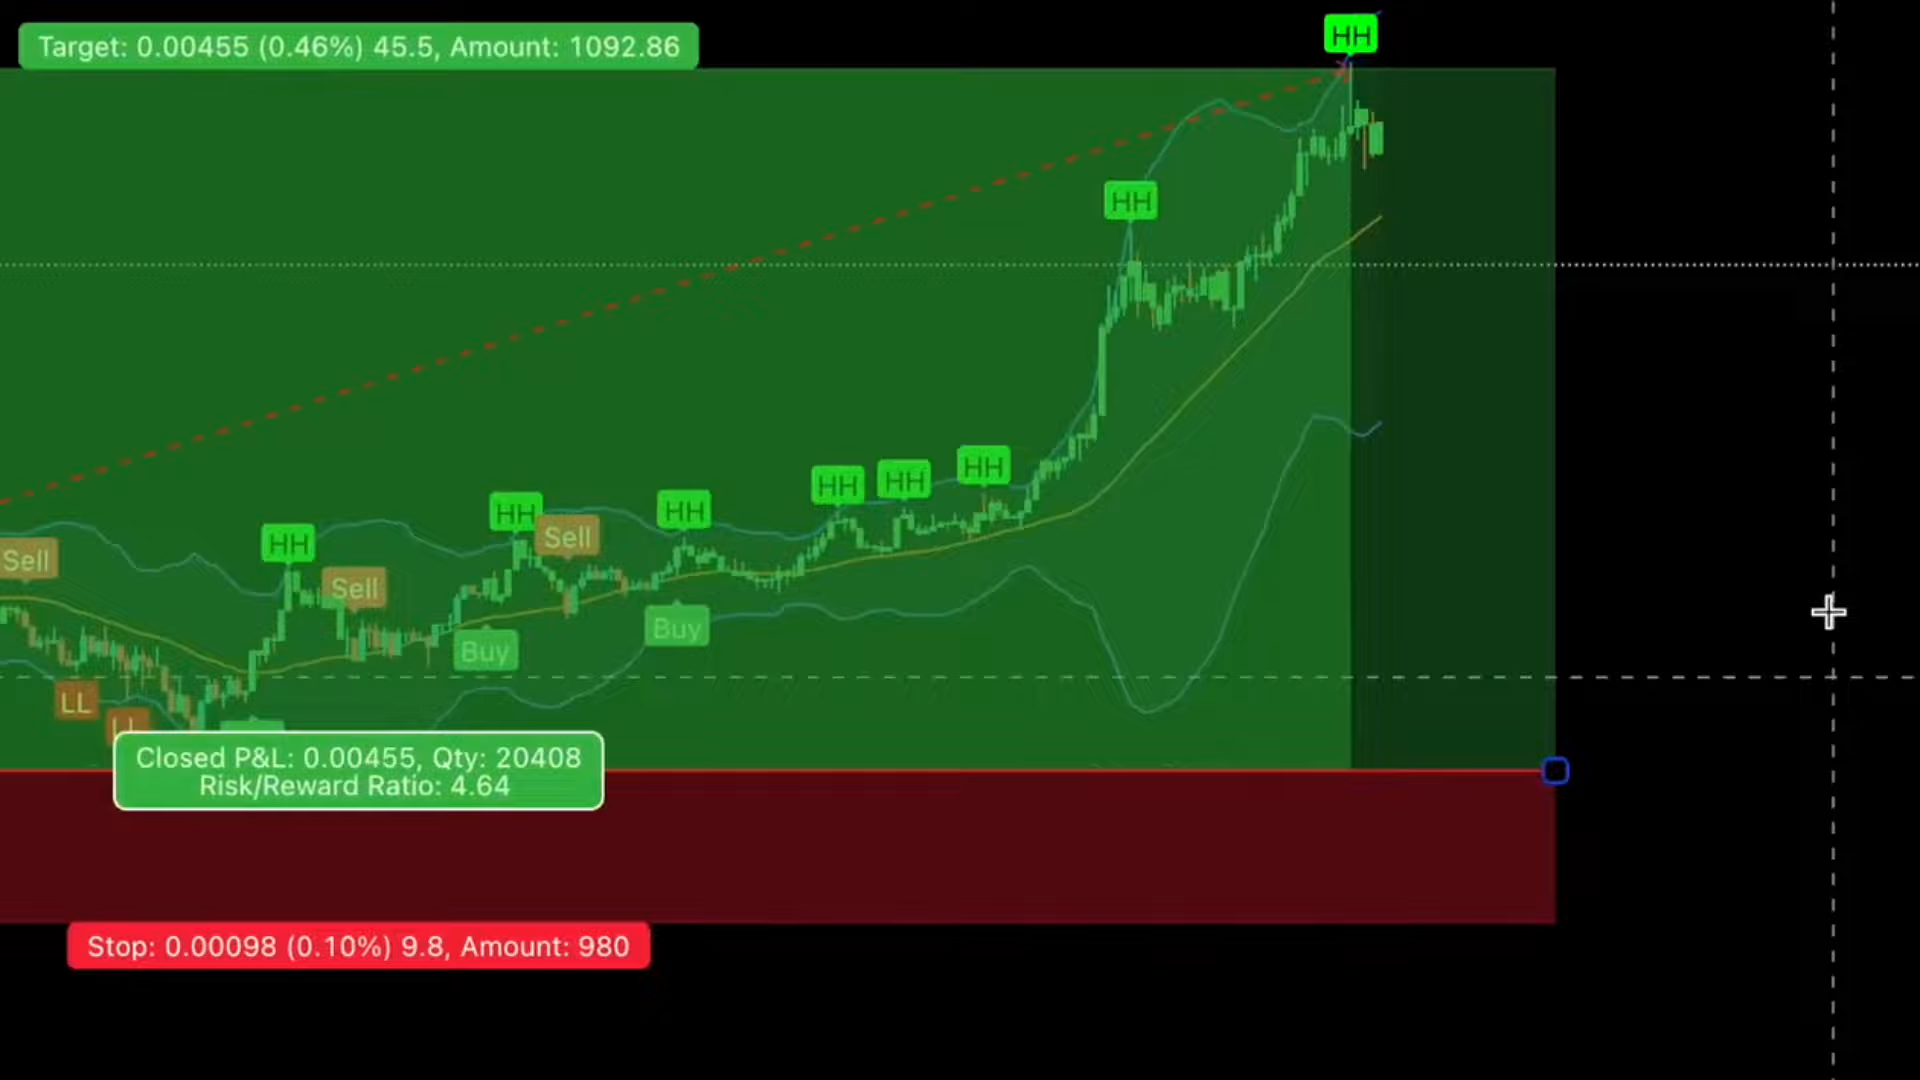 Target: 0.00455 (0.46%) 45.5, Amount: 1092.86
HH
HH
HH
HH
HH
HH
HH
HH
Sell
Sell
Sell
Buy
Buy
LL
LL
Closed P&L: 0.00455, Qty: 20408
Risk/Reward Ratio: 4.64
Stop: 0.00098 (0.10%) 9.8, Amount: 980